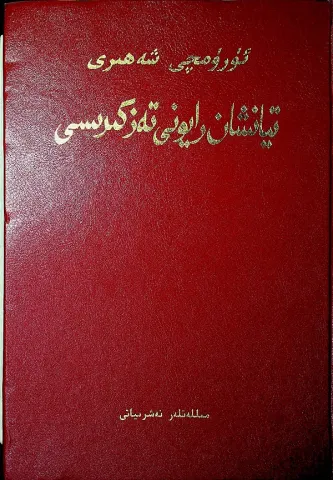 ئۈرۈمچى شەھىرى
تيانشان رايونى تەزكىرىسى
مىللەتلەر نەشرىياتى